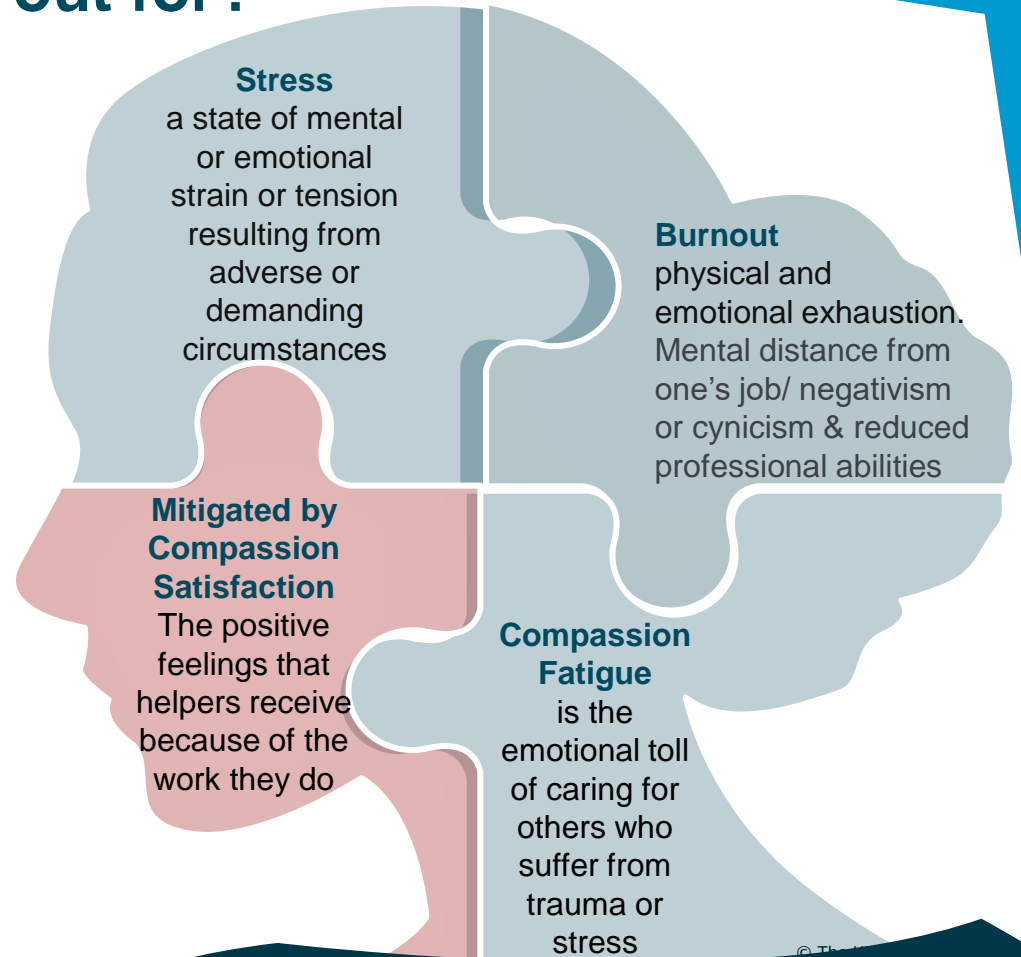 out for?
Stress
a state of mental
or emotional
strain or tension
resulting from
adverse or
demanding
circumstances
Burnout
physical and
emotional exhaustion.
Mental distance from
one's job/ negativism
or cynicism & reduced
professional abilities
Mitigated by
Compassion
Satisfaction
The positive
feelings that
helpers receive
because of the
work they do
Compassion
Fatigue
is the
emotional toll
of caring for
others who
suffer from
trauma or
stress
© The